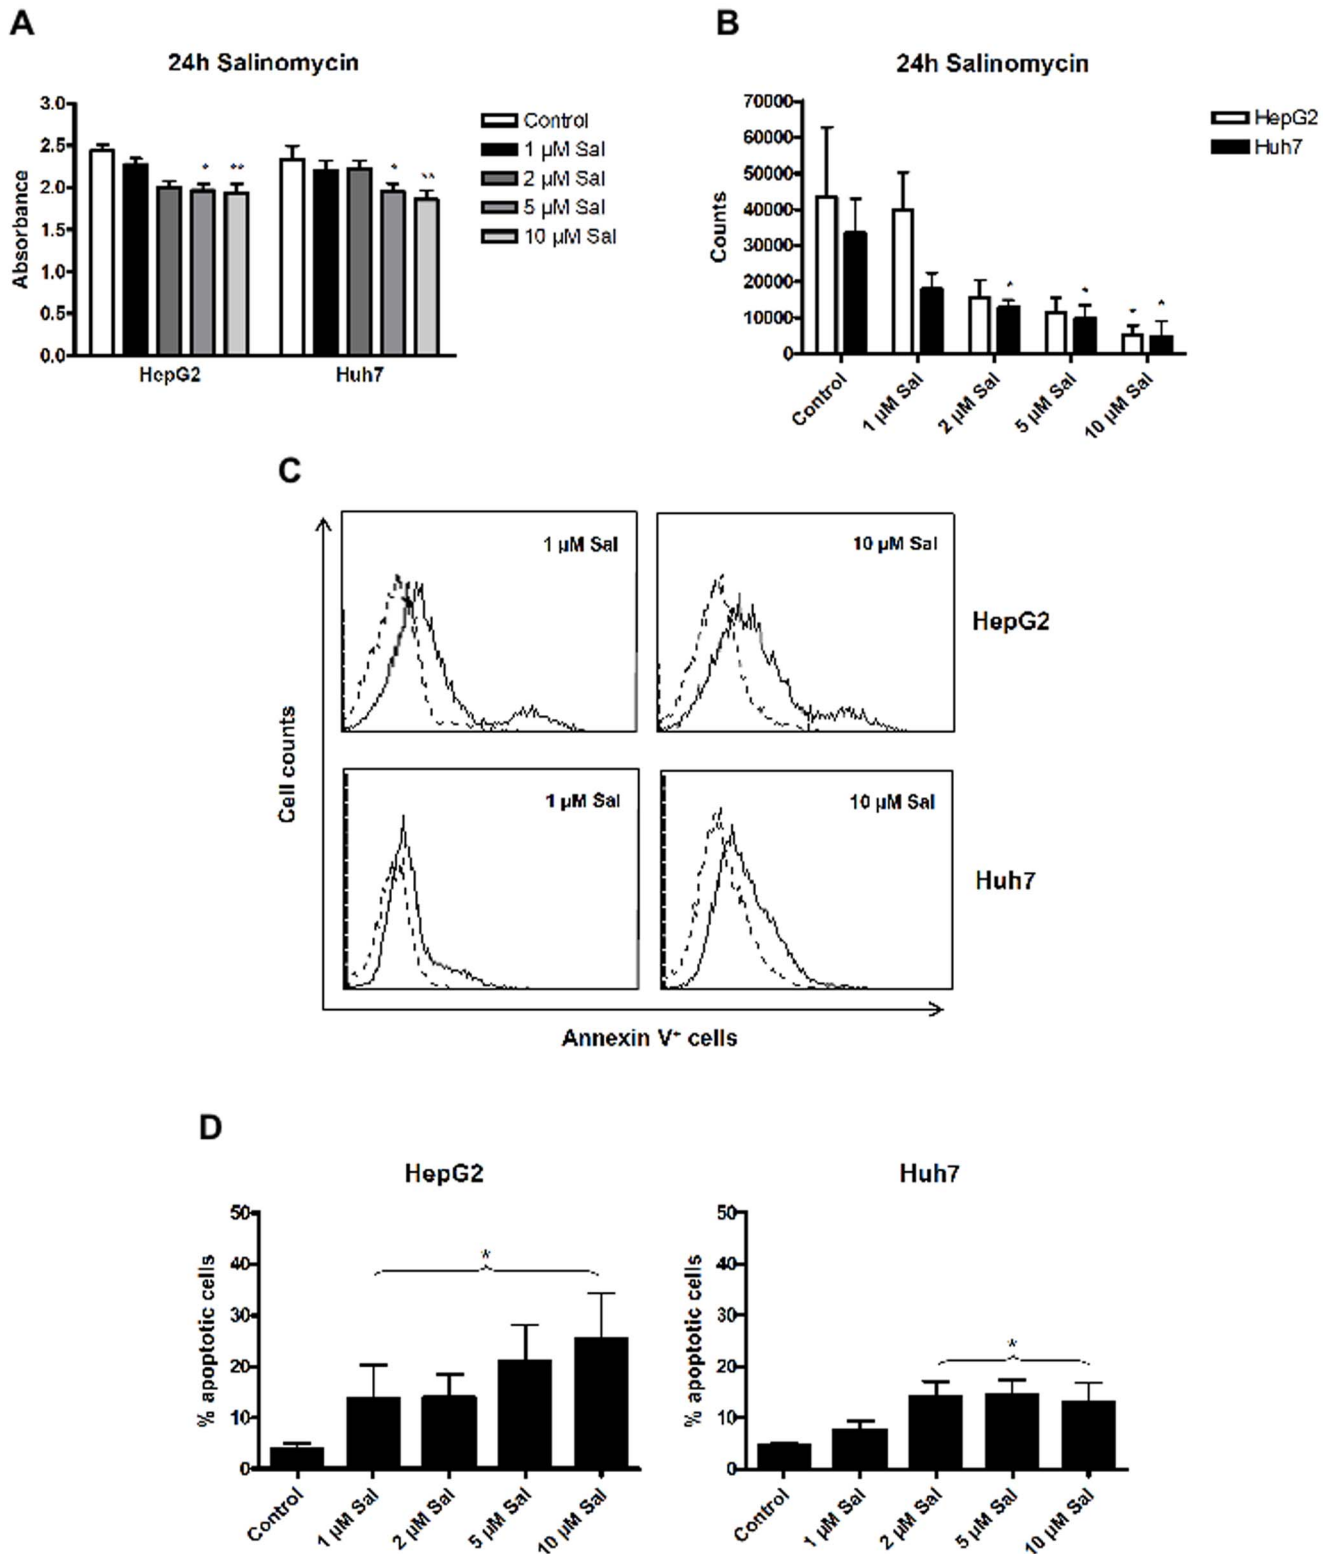 A
24h Salinomycin
3.0
2.5
2.0
1.5
1.0
0.5
0.0
Absorbance
* ** * **
HepG2 Huh7
Control
1 µM Sal
2 µM Sal
5 µM Sal
10 µM Sal
B
24h Salinomycin
70000
60000
50000
40000
30000
20000
10000
0
Counts
* * * *
Control 1 µM Sal 2 µM Sal 5 µM Sal 10 µM Sal
HepG2
Huh7
C
1 µM Sal 10 µM Sal
HepG2
1 µM Sal 10 µM Sal
Huh7
Cell counts
Annexin V⁺ cells
D
HepG2
50
40
30
20
10
0
% apoptotic cells
*
Control 1 µM Sal 2 µM Sal 5 µM Sal 10 µM Sal
Huh7
50
40
30
20
10
0
% apoptotic cells
*
Control 1 µM Sal 2 µM Sal 5 µM Sal 10 µM Sal